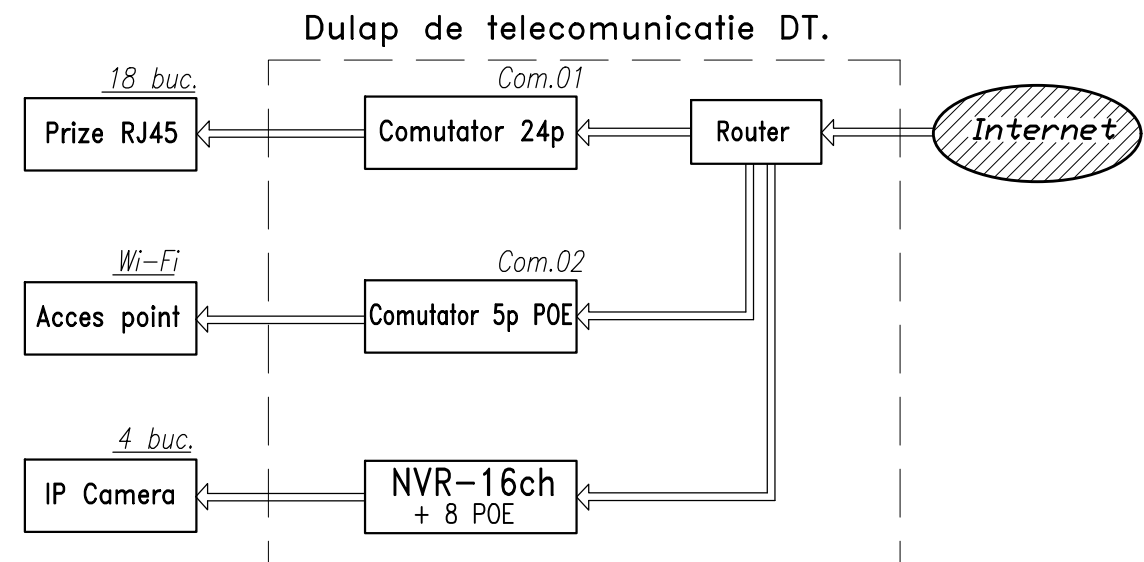 Dulap de telecomunicatie DT.
18 buc.
Com.01
Prize RJ45
Comutator 24p
Router
Internet
Wi-Fi
Com.02
Acces point
Comutator 5p POE
4 buc.
IP Camera
NVR-16ch
+ 8 POE